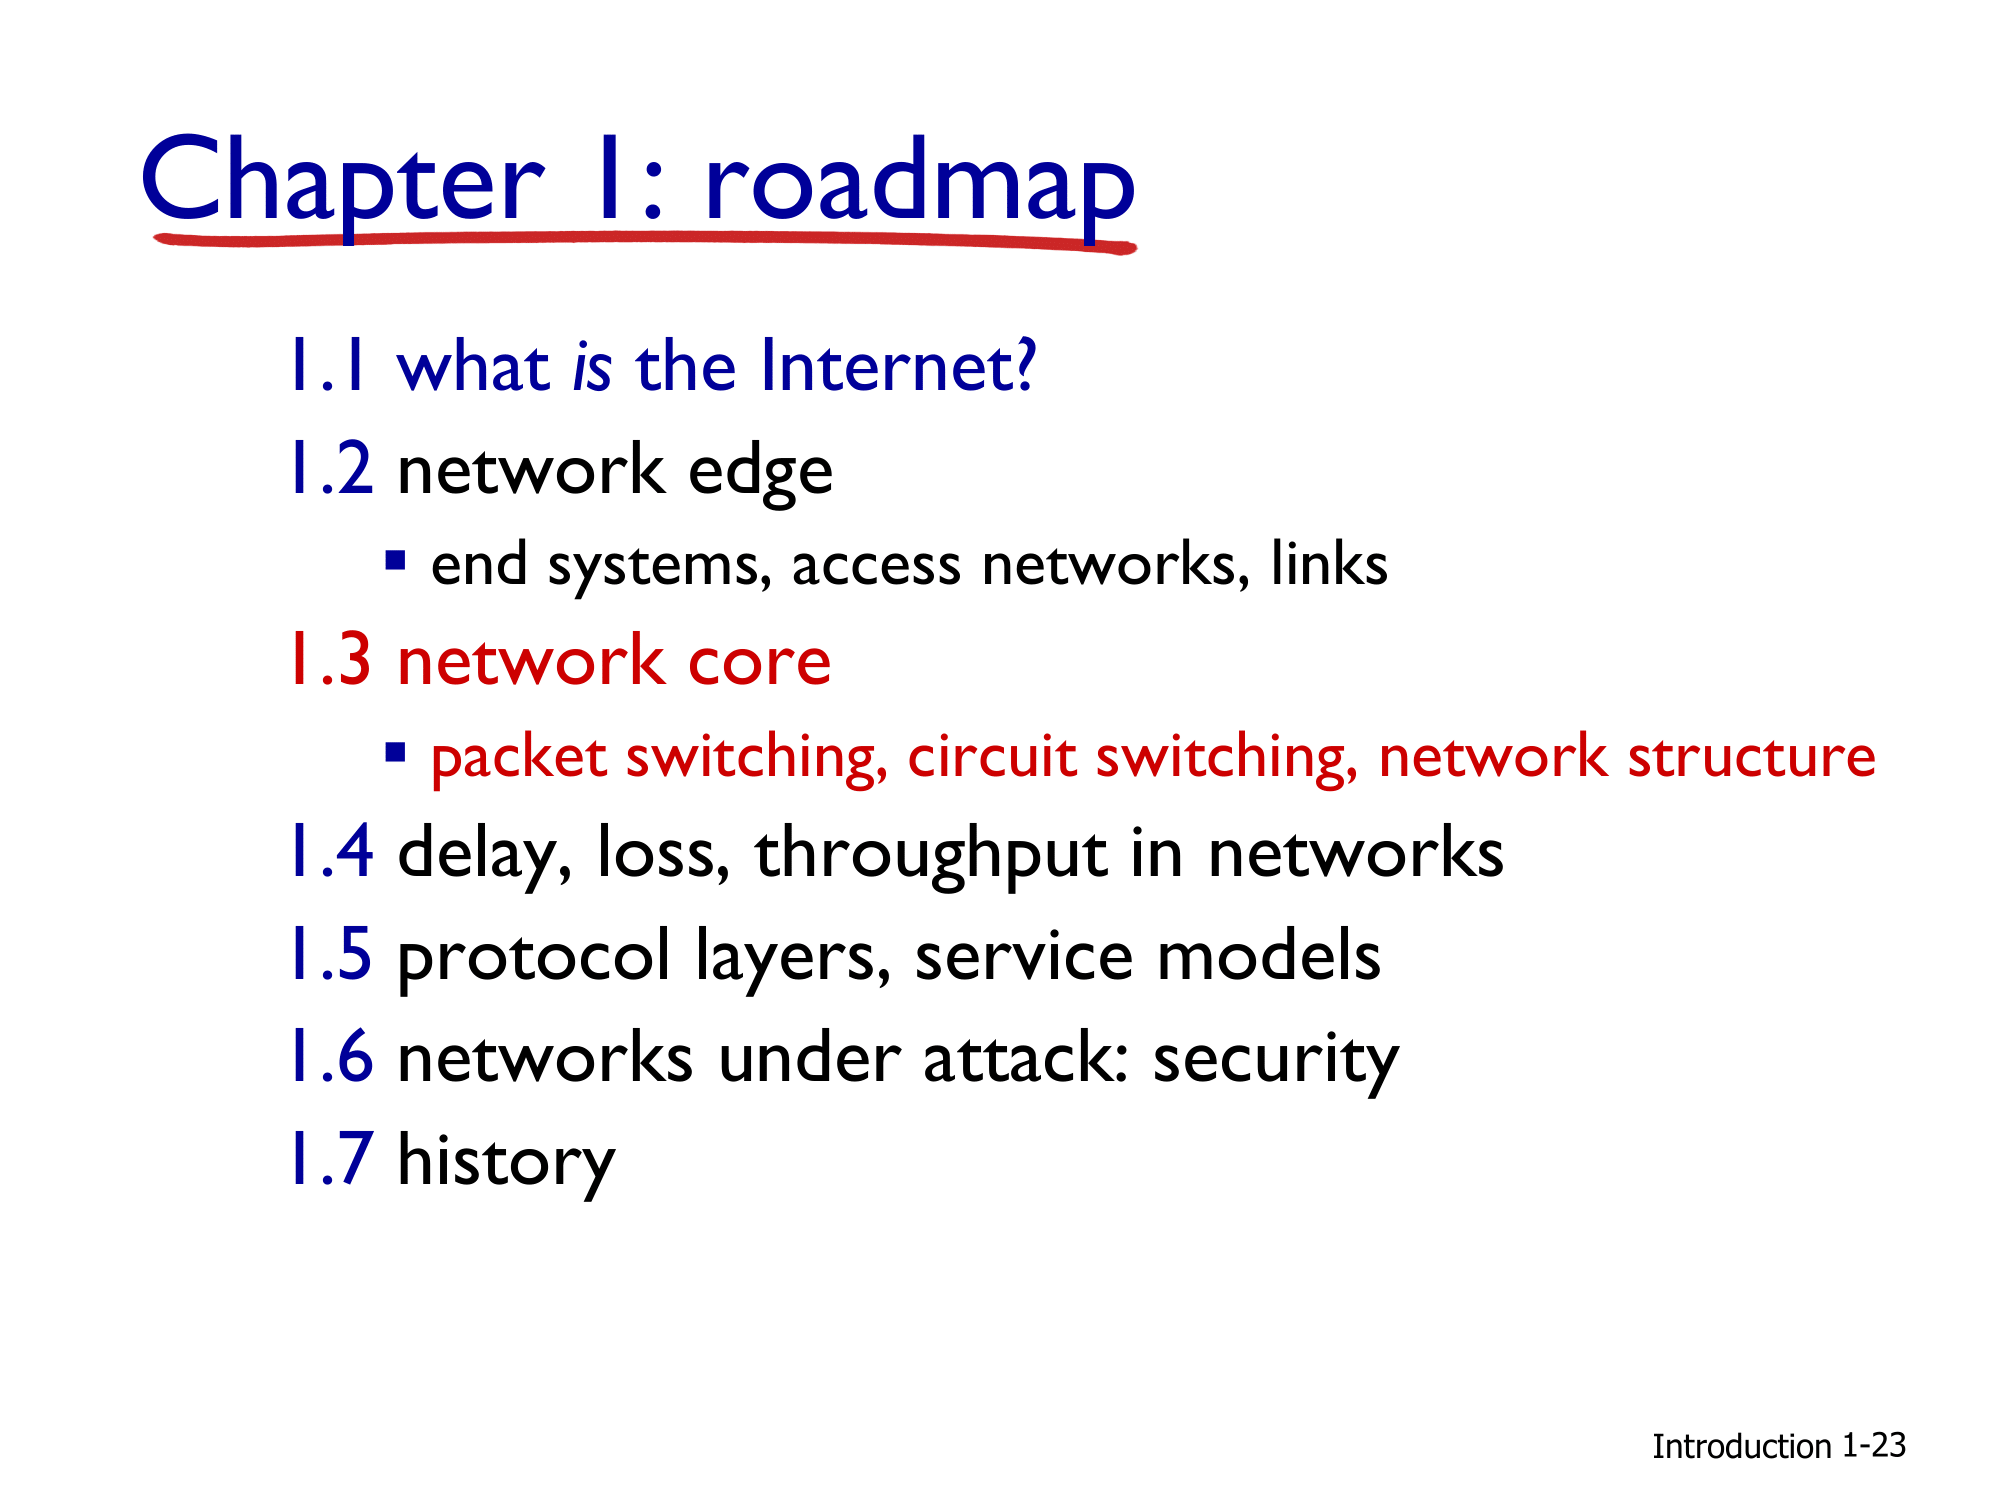 Chapter 1: roadmap
1.1 what is the Internet?
1.2 network edge
▪ end systems, access networks, links
1.3 network core
▪ packet switching, circuit switching, network structure
1.4 delay, loss, throughput in networks
1.5 protocol layers, service models
1.6 networks under attack: security
1.7 history
Introduction 1-23